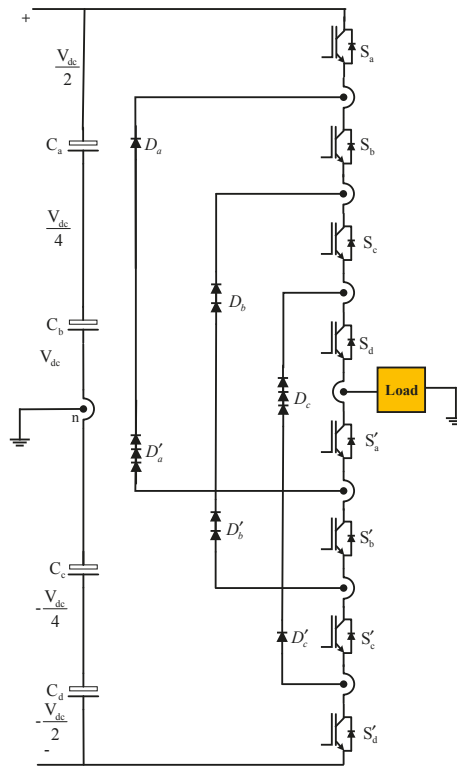 +
V_dc/2
S_a
C_a
D_a
S_b
V_dc/4
S_c
D_b
C_b
V_dc
S_d
D_c
Load
n
D′_a
S′_a
D′_b
S′_b
C_c
-V_dc/4
D′_c
S′_c
C_d
-V_dc/2
S′_d
-